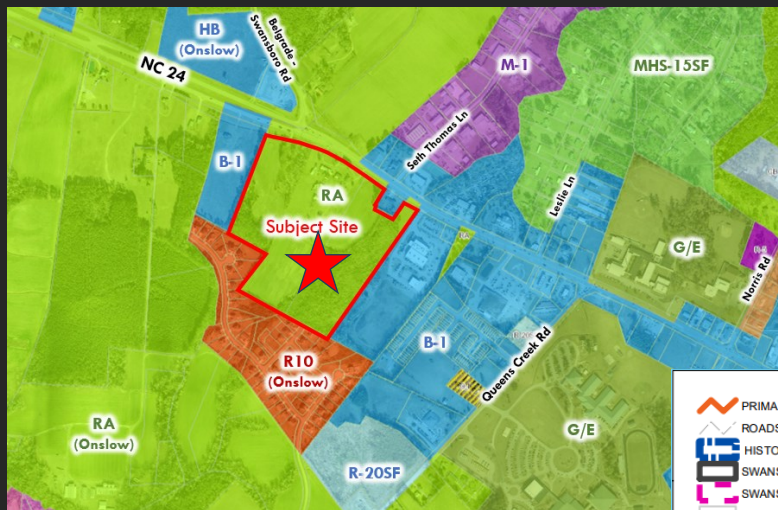 HB
(Onslow)
Belgrade -
Swansboro Rd
NC 24
M-1
MHS-15SF
Seth Thomas Ln
B-1
RA
Leslie Ln
Subject Site
G/E
Norris Rd
B-1
Queens Creek Rd
R10
(Onslow)
RA
(Onslow)
G/E
R-20SF
PRIMA
ROADS
HISTO
SWANS
SWANS